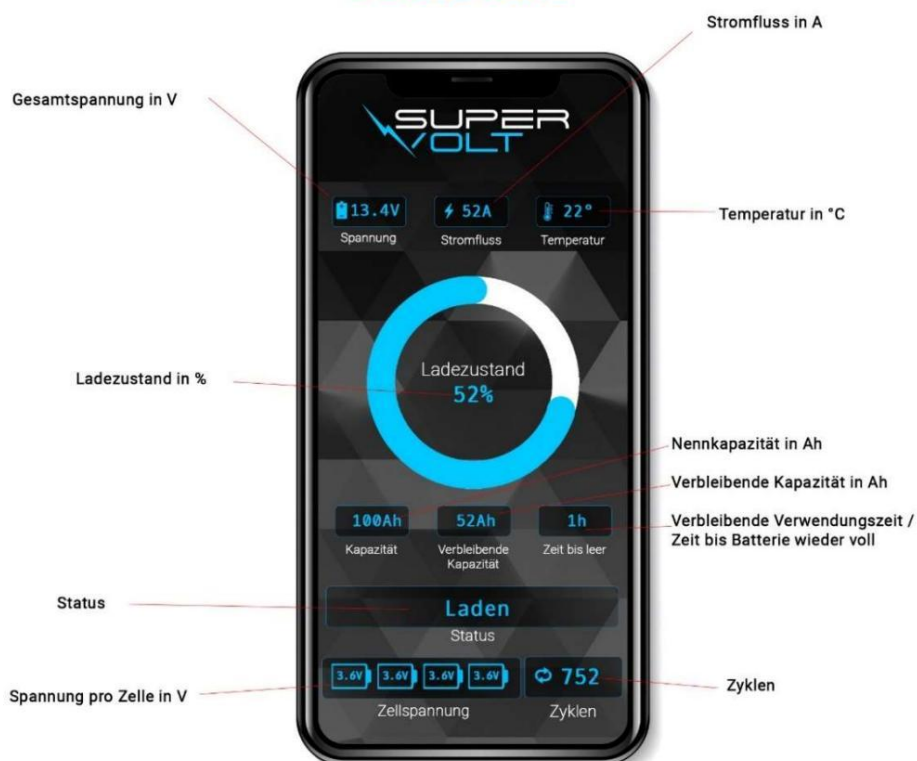 Stromfluss in A
Gesamtspannung in V
SUPER
VOLT
13.4V
52A
22°
Spannung
Stromfluss
Temperatur
Temperatur in °C
Ladezustand
52%
Ladezustand in %
Nennkapazität in Ah
Verbleibende Kapazität in Ah
Verbleibende Verwendungszeit /
Zeit bis Batterie wieder voll
100Ah
52Ah
1h
Kapazität
Verbleibende
Kapazität
Zeit bis leer
Status
Laden
Status
3.6V
3.6V
3.6V
3.6V
752
Zellspannung
Zyklen
Spannung pro Zelle in V
Zyklen